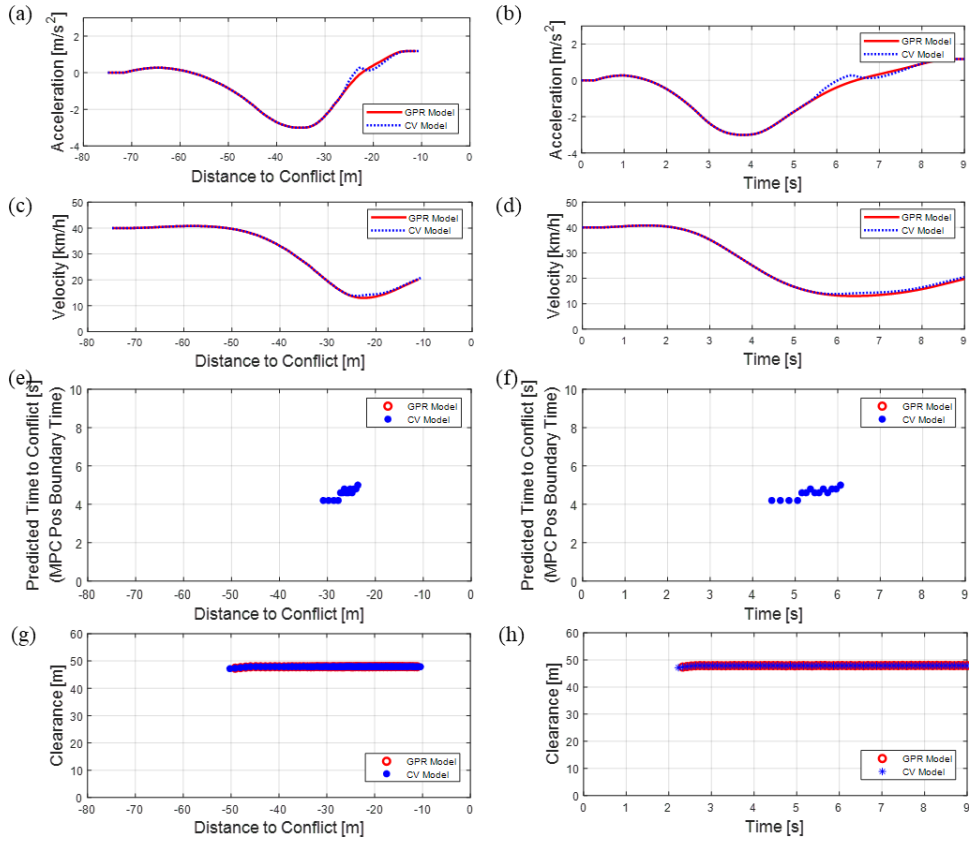 (a)
Acceleration [m/s²]
2
0
-2
-4
GPR Model
CV Model
-80 -70 -60 -50 -40 -30 -20 -10 0
Distance to Conflict [m]
(b)
Acceleration [m/s²]
2
0
-2
-4
GPR Model
CV Model
0 1 2 3 4 5 6 7 8 9
Time [s]
(c)
Velocity [km/h]
50
40
30
20
10
0
GPR Model
CV Model
-80 -70 -60 -50 -40 -30 -20 -10 0
Distance to Conflict [m]
(d)
Velocity [km/h]
50
40
30
20
10
0
GPR Model
CV Model
0 1 2 3 4 5 6 7 8 9
Time [s]
(e)
Predicted Time to Conflict [s]
(MPC Pos Boundary Time)
10
8
6
4
2
0
GPR Model
CV Model
-80 -70 -60 -50 -40 -30 -20 -10 0
Distance to Conflict [m]
(f)
Predicted Time to Conflict [s]
(MPC Pos Boundary Time)
10
8
6
4
2
0
GPR Model
CV Model
0 1 2 3 4 5 6 7 8 9
Time [s]
(g)
Clearance [m]
60
50
40
30
20
10
0
GPR Model
CV Model
-80 -70 -60 -50 -40 -30 -20 -10 0
Distance to Conflict [m]
(h)
Clearance [m]
60
50
40
30
20
10
0
GPR Model
CV Model
0 1 2 3 4 5 6 7 8 9
Time [s]